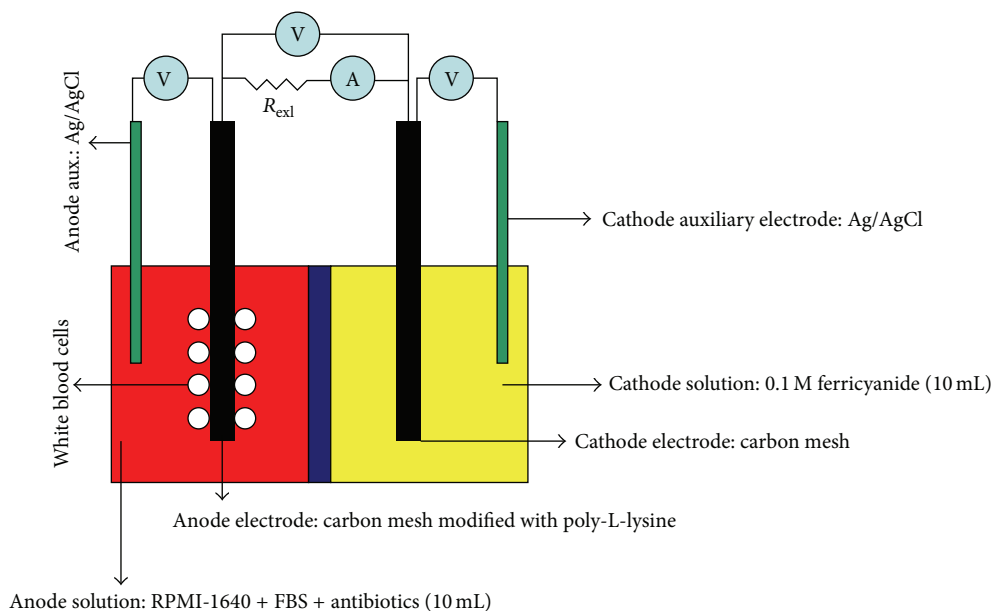 V
V
A
V
R_exl
Anode aux.: Ag/AgCl
Cathode auxiliary electrode: Ag/AgCl
White blood cells
Cathode solution: 0.1 M ferricyanide (10 mL)
Cathode electrode: carbon mesh
Anode electrode: carbon mesh modified with poly-L-lysine
Anode solution: RPMI-1640 + FBS + antibiotics (10 mL)